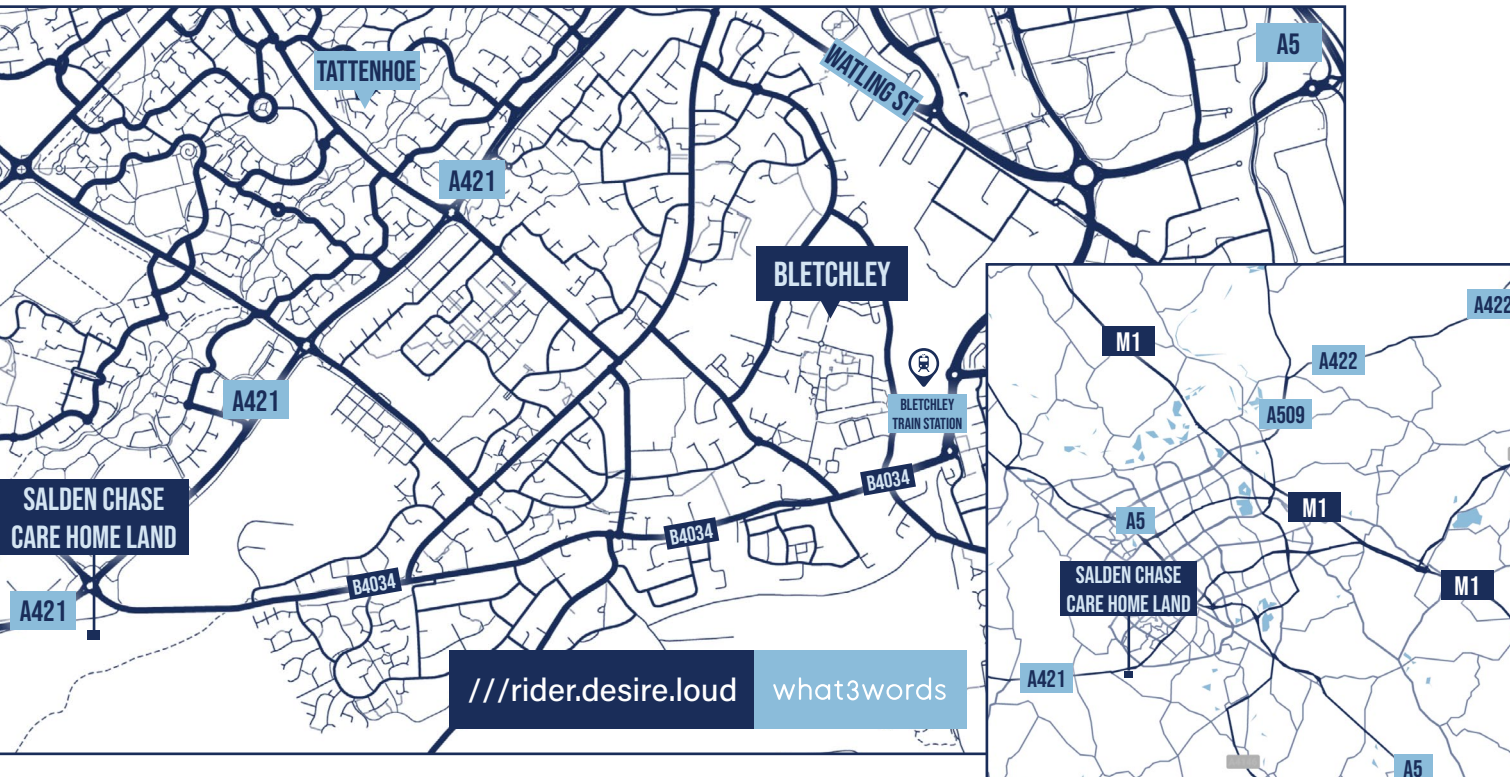 A5
TATTENHOE
WATLING ST
A421
BLETCHLEY
BLETCHLEY
TRAIN STATION
A421
B4034
SALDEN CHASE
CARE HOME LAND
B4034
B4034
A421
///rider.desire.loud
what3words
A422
M1
A422
A509
M1
A5
SALDEN CHASE
CARE HOME LAND
M1
A421
A5